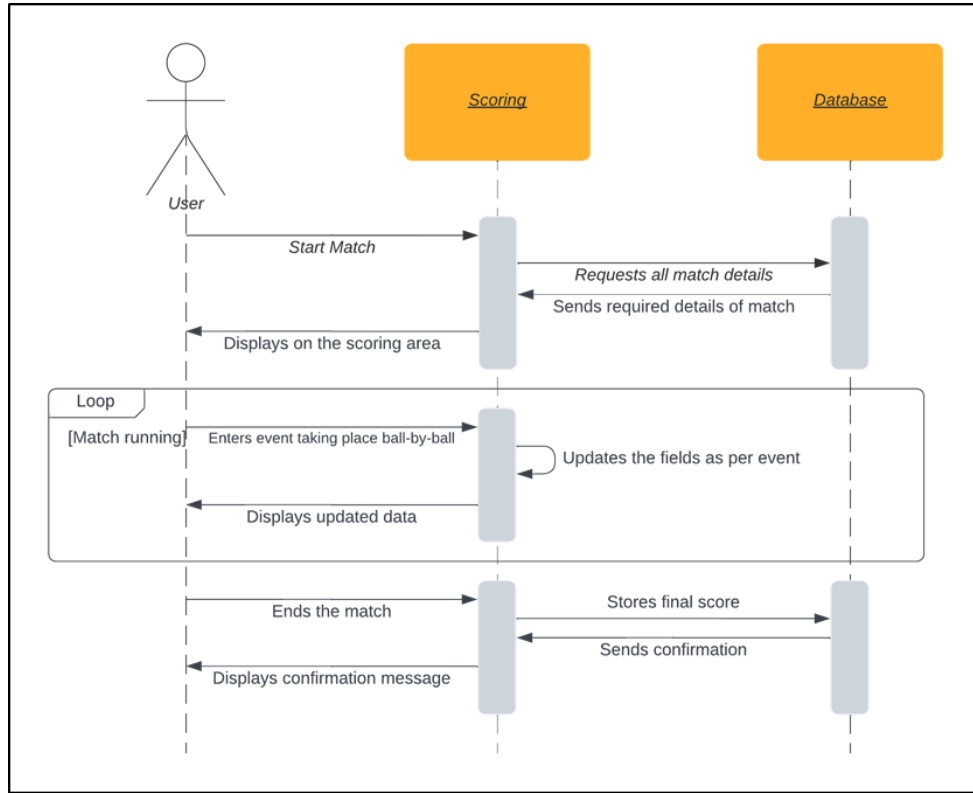 Scoring
Database
User
Start Match
Requests all match details
Sends required details of match
Displays on the scoring area
Loop
[Match running]
Enters event taking place ball-by-ball
Updates the fields as per event
Displays updated data
Ends the match
Stores final score
Sends confirmation
Displays confirmation message